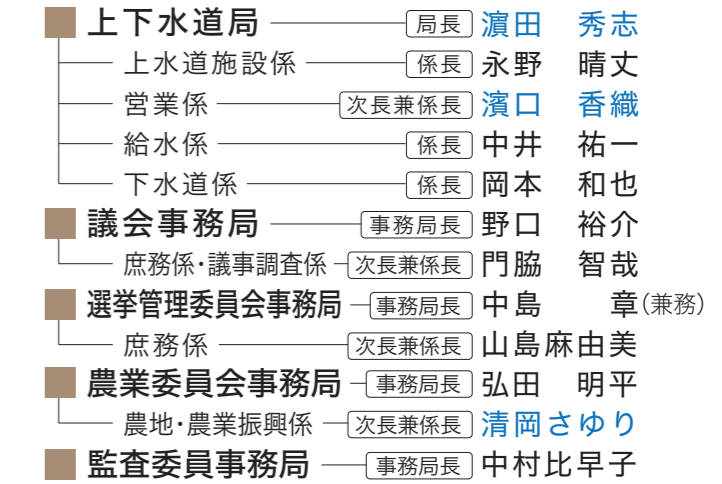 上下水道局 局長 濵田 秀志
上水道施設係 係長 永野 晴丈
営業係 次長兼係長 濵口 香織
給水係 係長 中井 祐一
下水道係 係長 岡本 和也
議会事務局 事務局長 野口 裕介
庶務係・議事調査係 次長兼係長 門脇 智哉
選挙管理委員会事務局 事務局長 中島 章(兼務)
庶務係 次長兼係長 山島麻由美
農業委員会事務局 事務局長 弘田 明平
農地・農業振興係 次長兼係長 清岡さゆり
監査委員事務局 事務局長 中村比早子